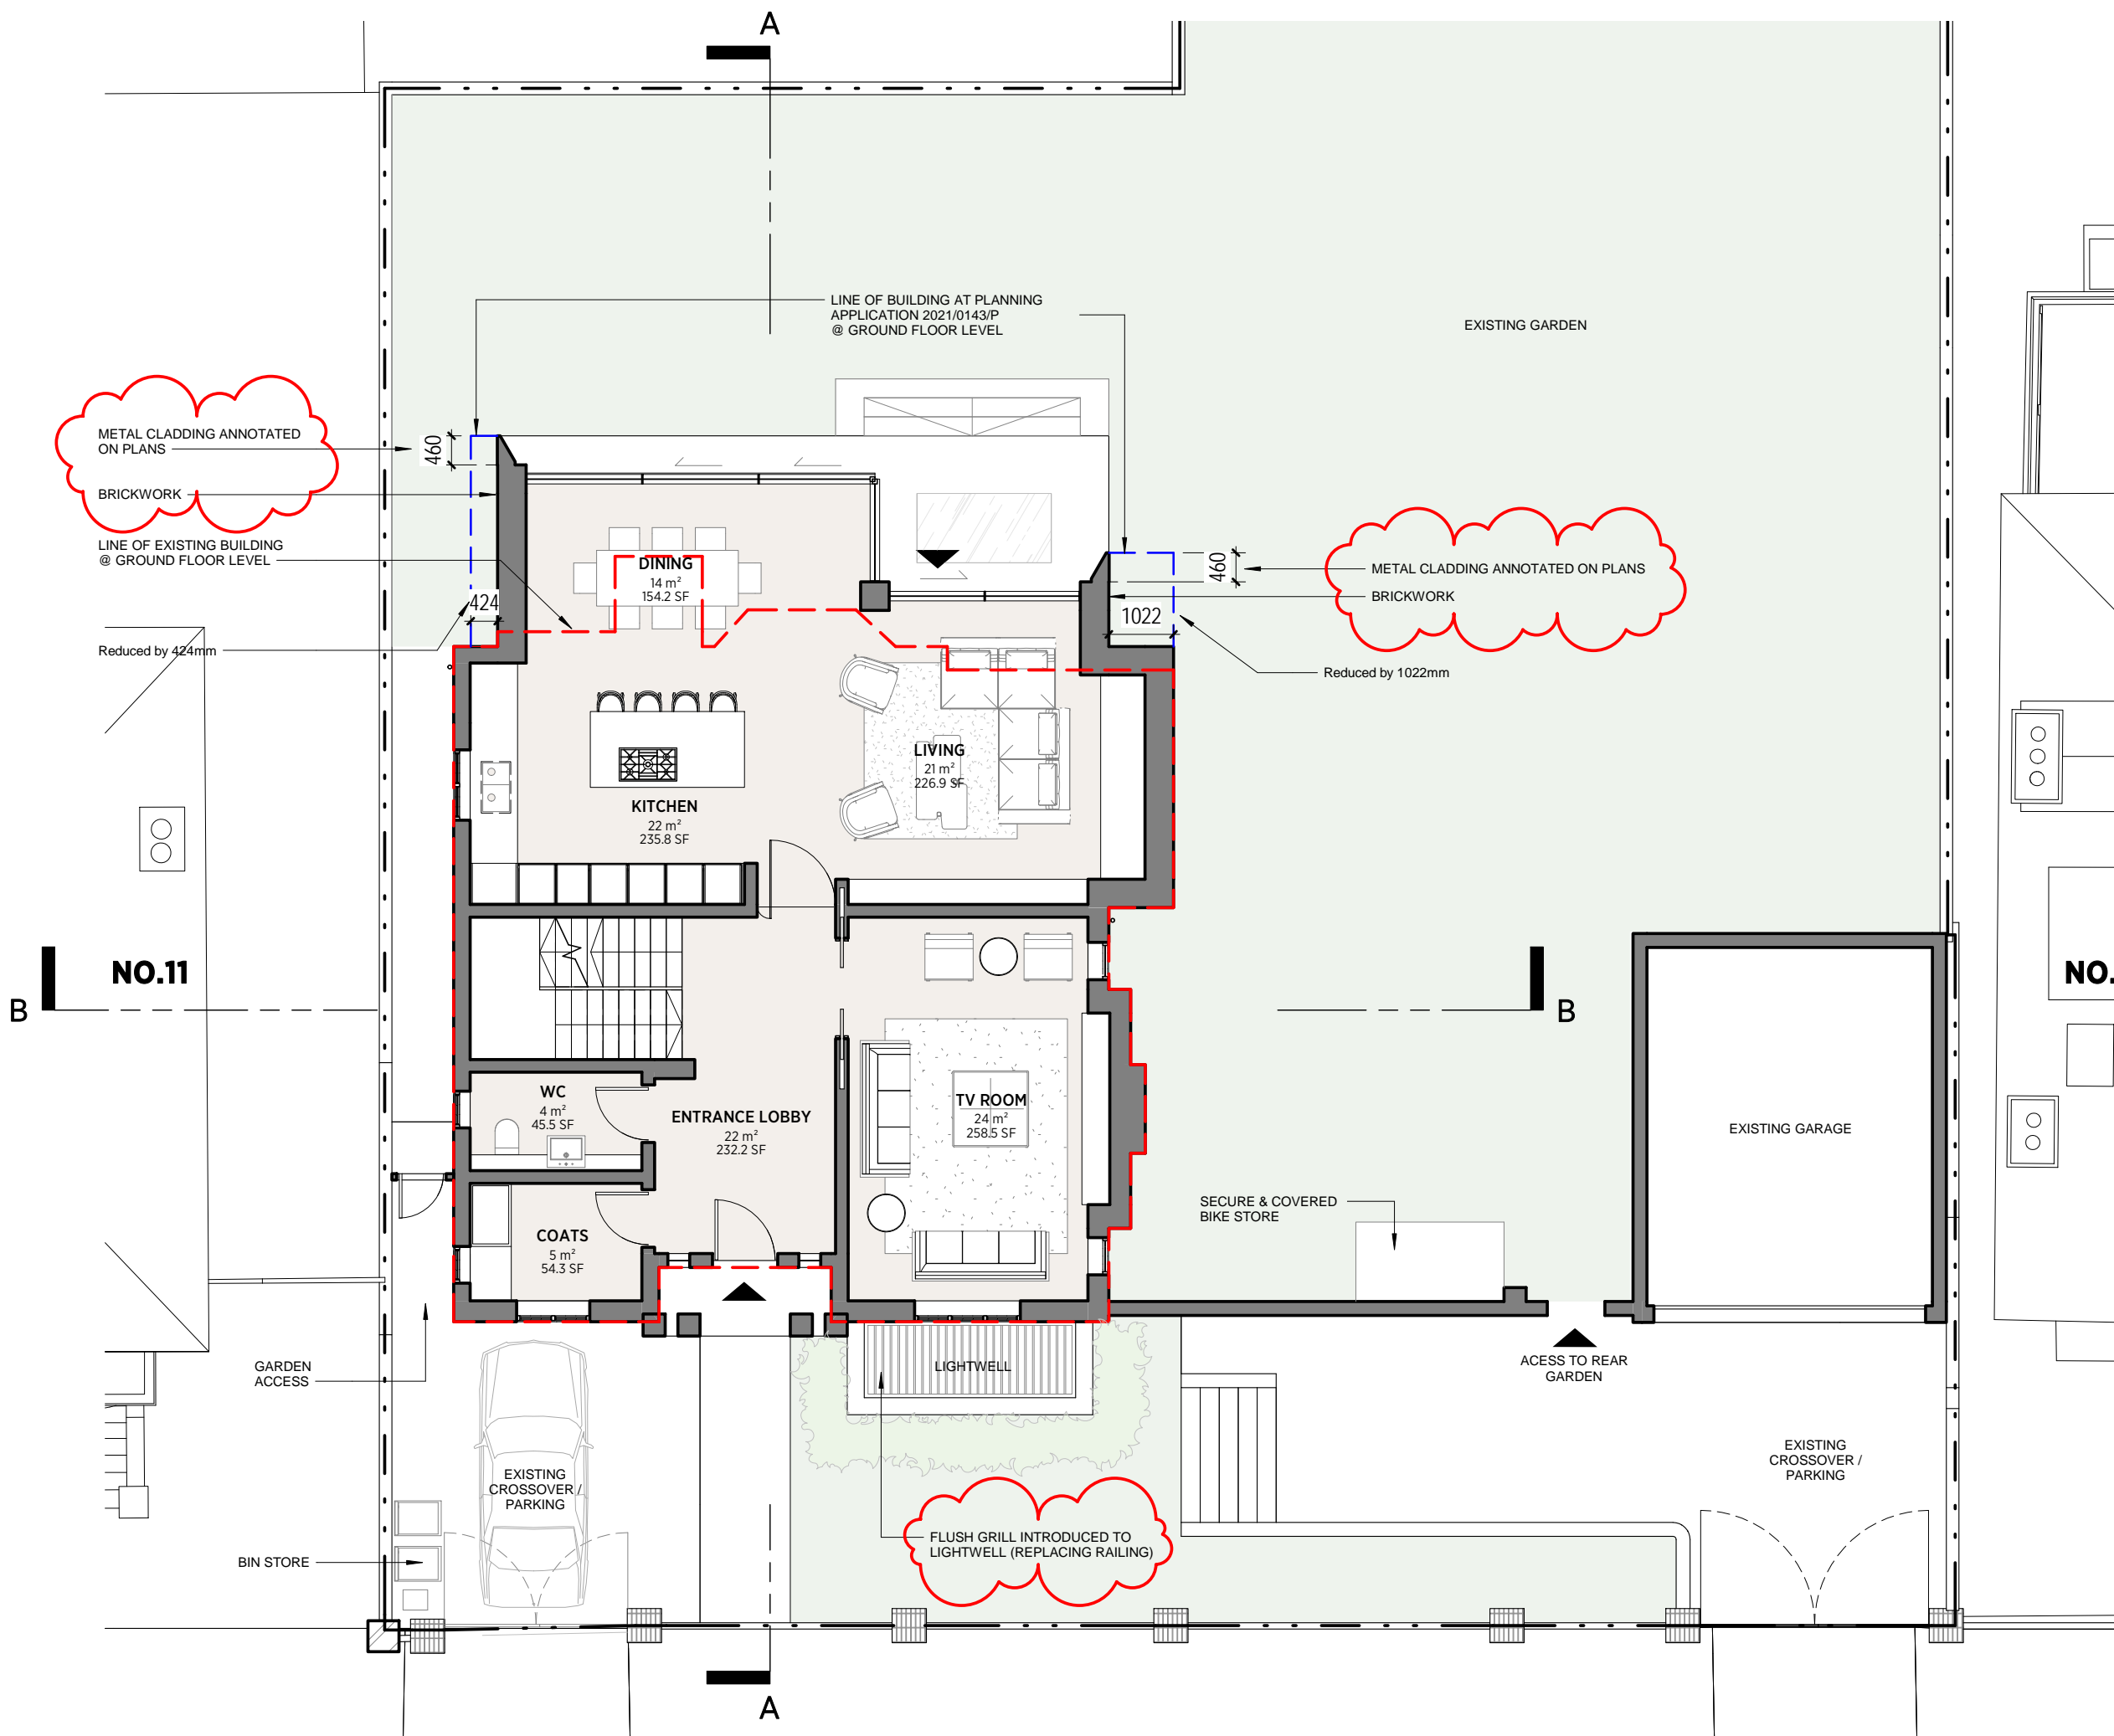 A
LINE OF BUILDING AT PLANNING
APPLICATION 2021/0143/P
@ GROUND FLOOR LEVEL
EXISTING GARDEN
METAL CLADDING ANNOTATED
ON PLANS
460
BRICKWORK
LINE OF EXISTING BUILDING
@ GROUND FLOOR LEVEL
DINING
14 m²
154.2 SF
460
METAL CLADDING ANNOTATED ON PLANS
BRICKWORK
424
1022
Reduced by 424mm
Reduced by 1022mm
LIVING
21 m²
226.9 SF
KITCHEN
22 m²
235.8 SF
NO.11
NO.
B
B
WC
4 m²
45.5 SF
ENTRANCE LOBBY
22 m²
232.2 SF
TV ROOM
24 m²
258.5 SF
EXISTING GARAGE
SECURE & COVERED
BIKE STORE
COATS
5 m²
54.3 SF
GARDEN
ACCESS
LIGHTWELL
ACESS TO REAR
GARDEN
EXISTING
CROSSOVER /
PARKING
EXISTING
CROSSOVER /
PARKING
FLUSH GRILL INTRODUCED TO
LIGHTWELL (REPLACING RAILING)
BIN STORE
A